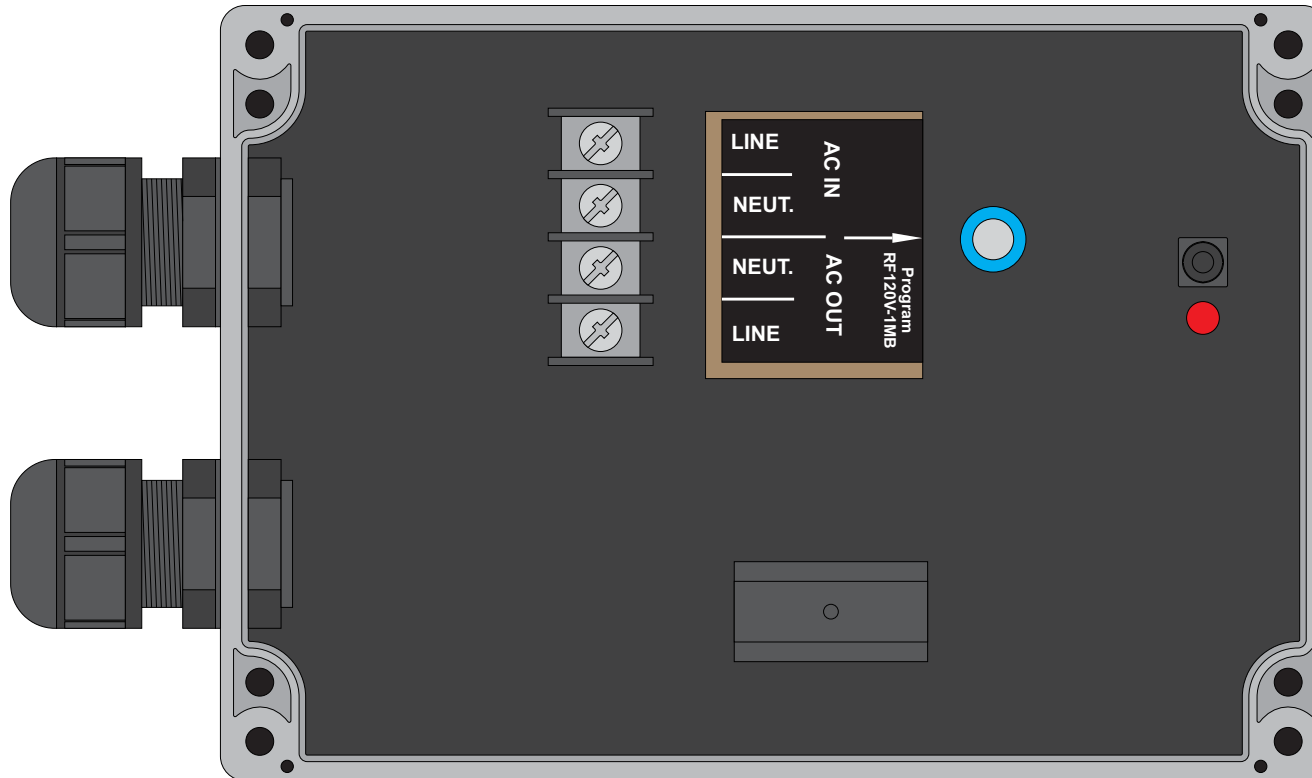 LINE
NEUT.
NEUT.
LINE
AC IN
AC OUT
Program
RF120V-1MB